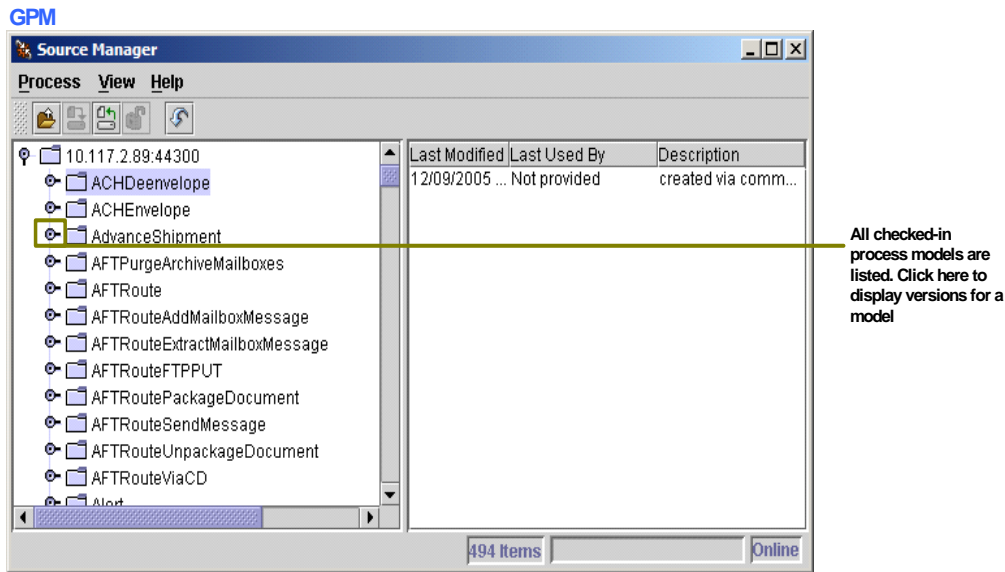 GPM
Source Manager
Process View Help
10.117.2.89:44300
ACHDeenvelope
ACHEnvelope
AdvanceShipment
AFTPurgeArchiveMailboxes
AFTRoute
AFTRouteAddMailboxMessage
AFTRouteExtractMailboxMessage
AFTRouteFTPPUT
AFTRoutePackageDocument
AFTRouteSendMessage
AFTRouteUnpackageDocument
AFTRouteViaCD
Alert
Last Modified Last Used By Description
12/09/2005 ... Not provided created via comm...
494 Items
Online
All checked-in
process models are
listed. Click here to
display versions for a
model